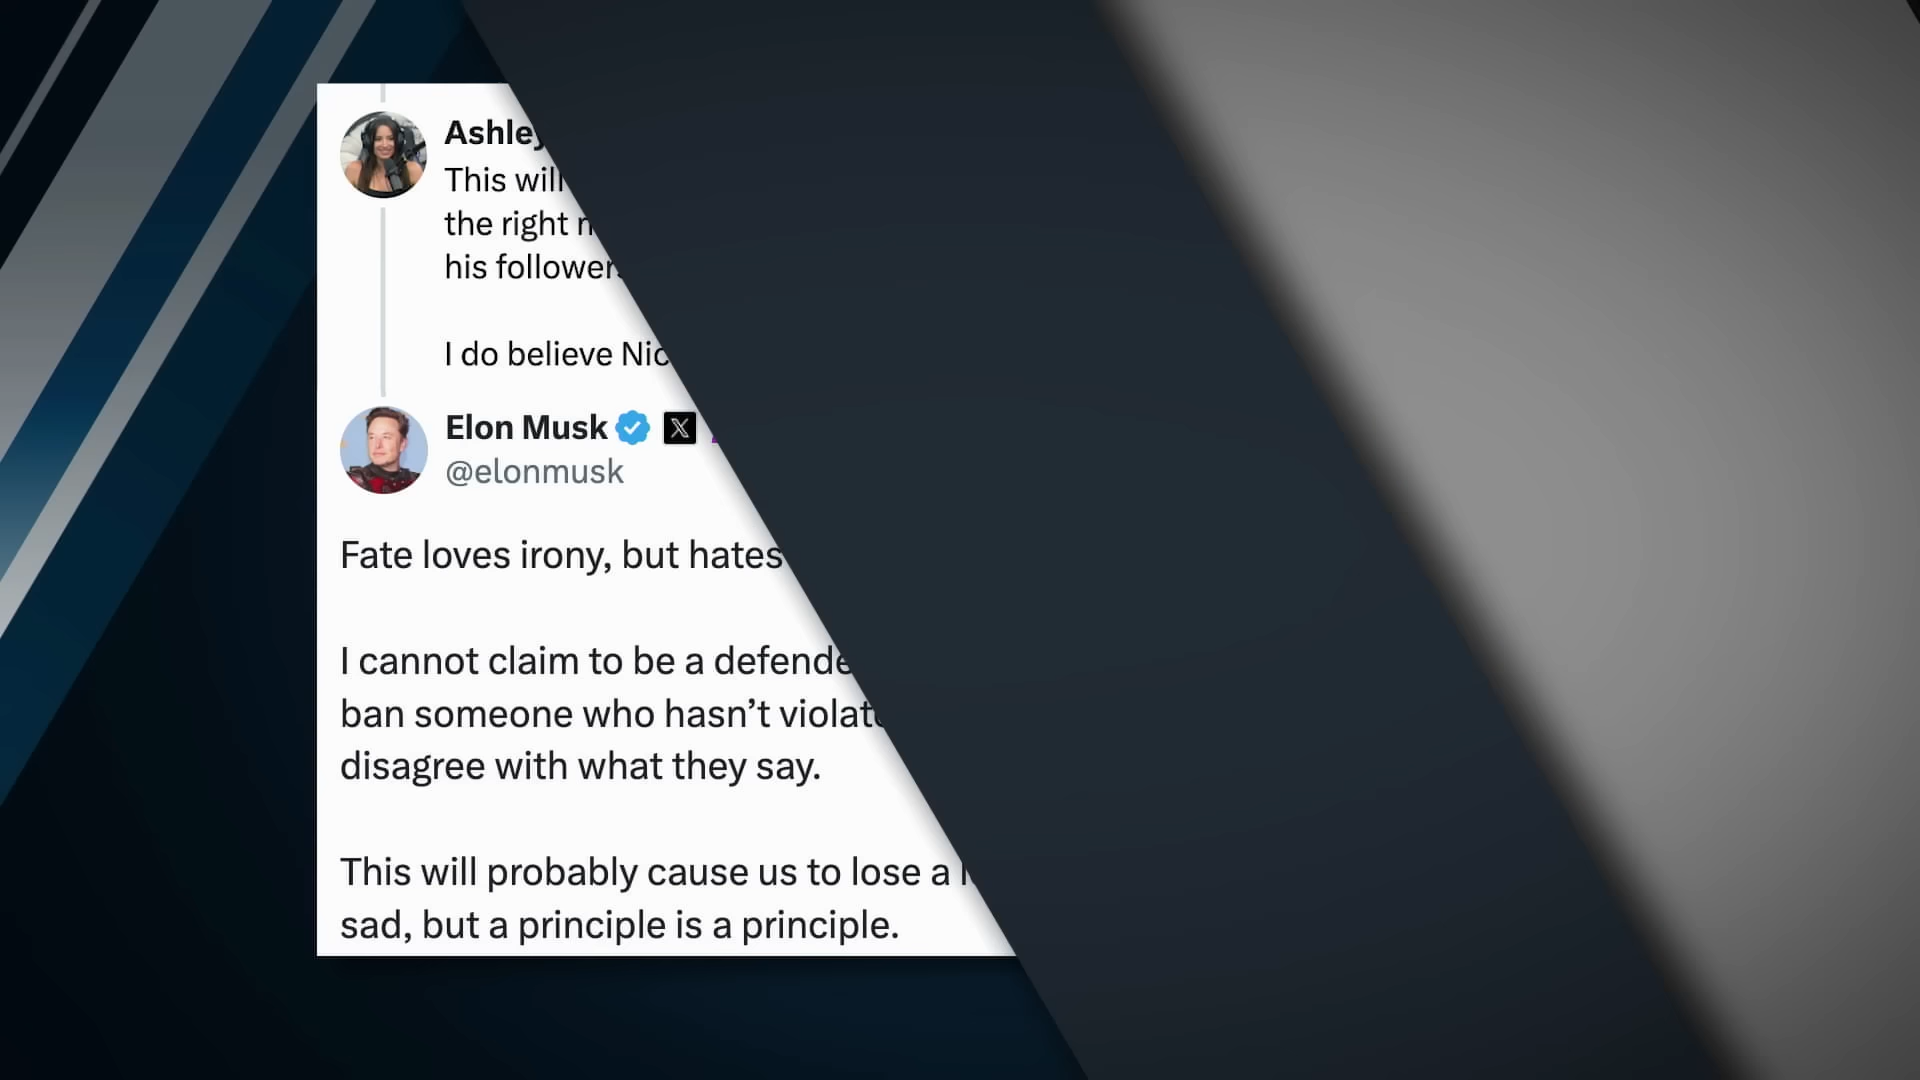 Ashley
This will
the right
his followers
I do believe Nic
Elon Musk
@elonmusk
Fate loves irony, but hates
I cannot claim to be a defende
ban someone who hasn’t violat
disagree with what they say.
This will probably cause us to lose a
sad, but a principle is a principle.